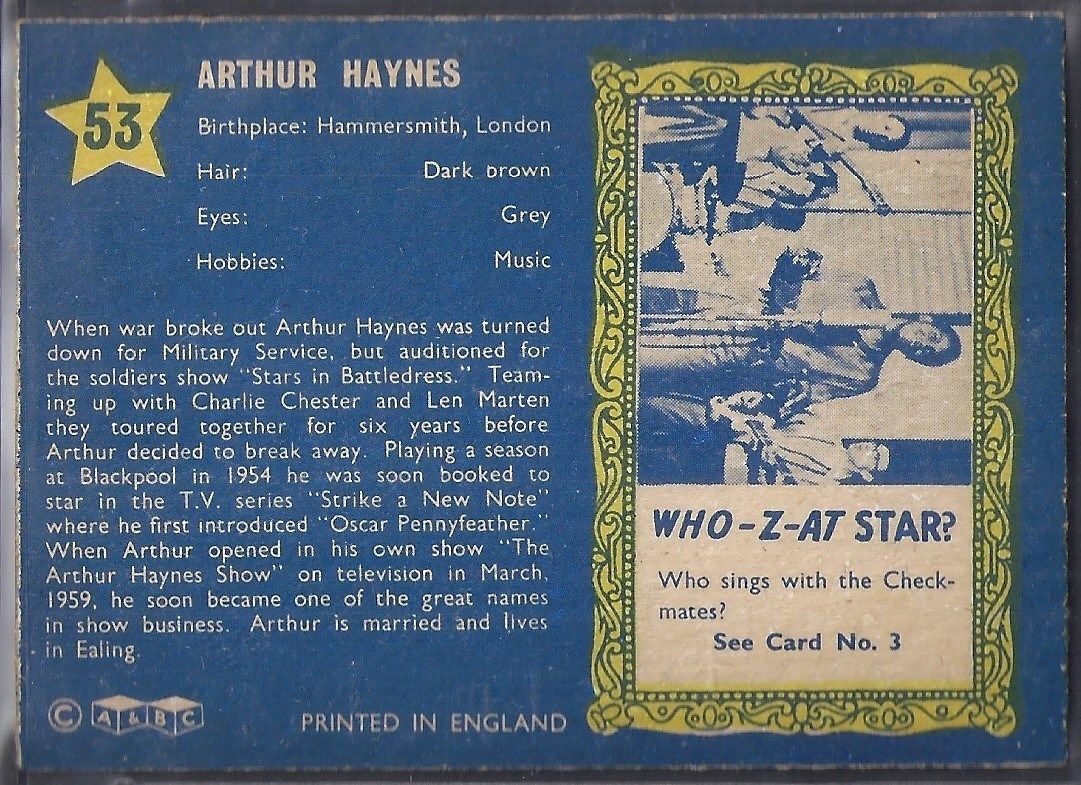 53
ARTHUR HAYNES
Birthplace: Hammersmith, London
Hair: Dark brown
Eyes: Grey
Hobbies: Music
When war broke out Arthur Haynes was turned
down for Military Service, but auditioned for
the soldiers show "Stars in Battledress." Team-
ing up with Charlie Chester and Len Marten
they toured together for six years before
Arthur decided to break away. Playing a season
at Blackpool in 1954 he was soon booked to
star in the T.V. series "Strike a New Note"
where he first introduced "Oscar Pennyfeather."
When Arthur opened in his own show "The
Arthur Haynes Show" on television in March,
1959, he soon became one of the great names
in show business. Arthur is married and lives
in Ealing.
© A & B C
PRINTED IN ENGLAND
WHO-Z-AT STAR?
Who sings with the Check-
mates?
See Card No. 3